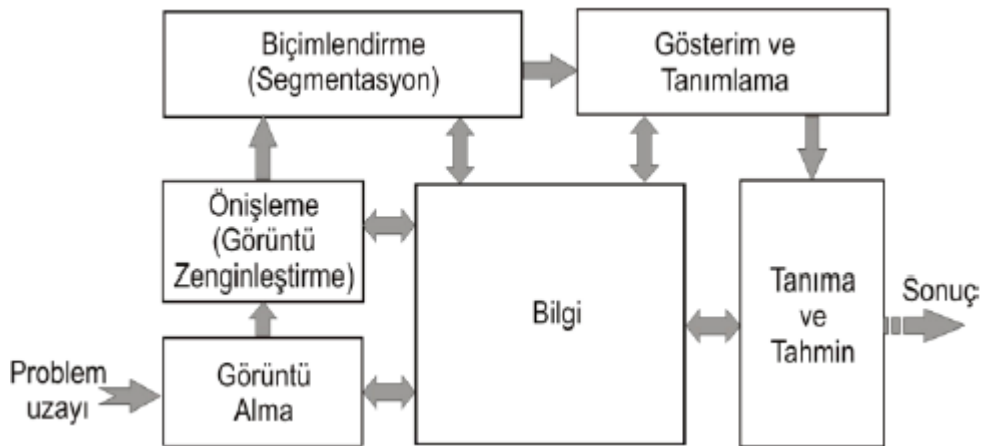 Biçimlendirme
(Segmentasyon)
Gösterim ve
Tanımlama
Önişleme
(Görüntü
Zenginleştirme)
Bilgi
Tanıma
ve
Tahmin
Sonuç
Problem
uzayı
Görüntü
Alma